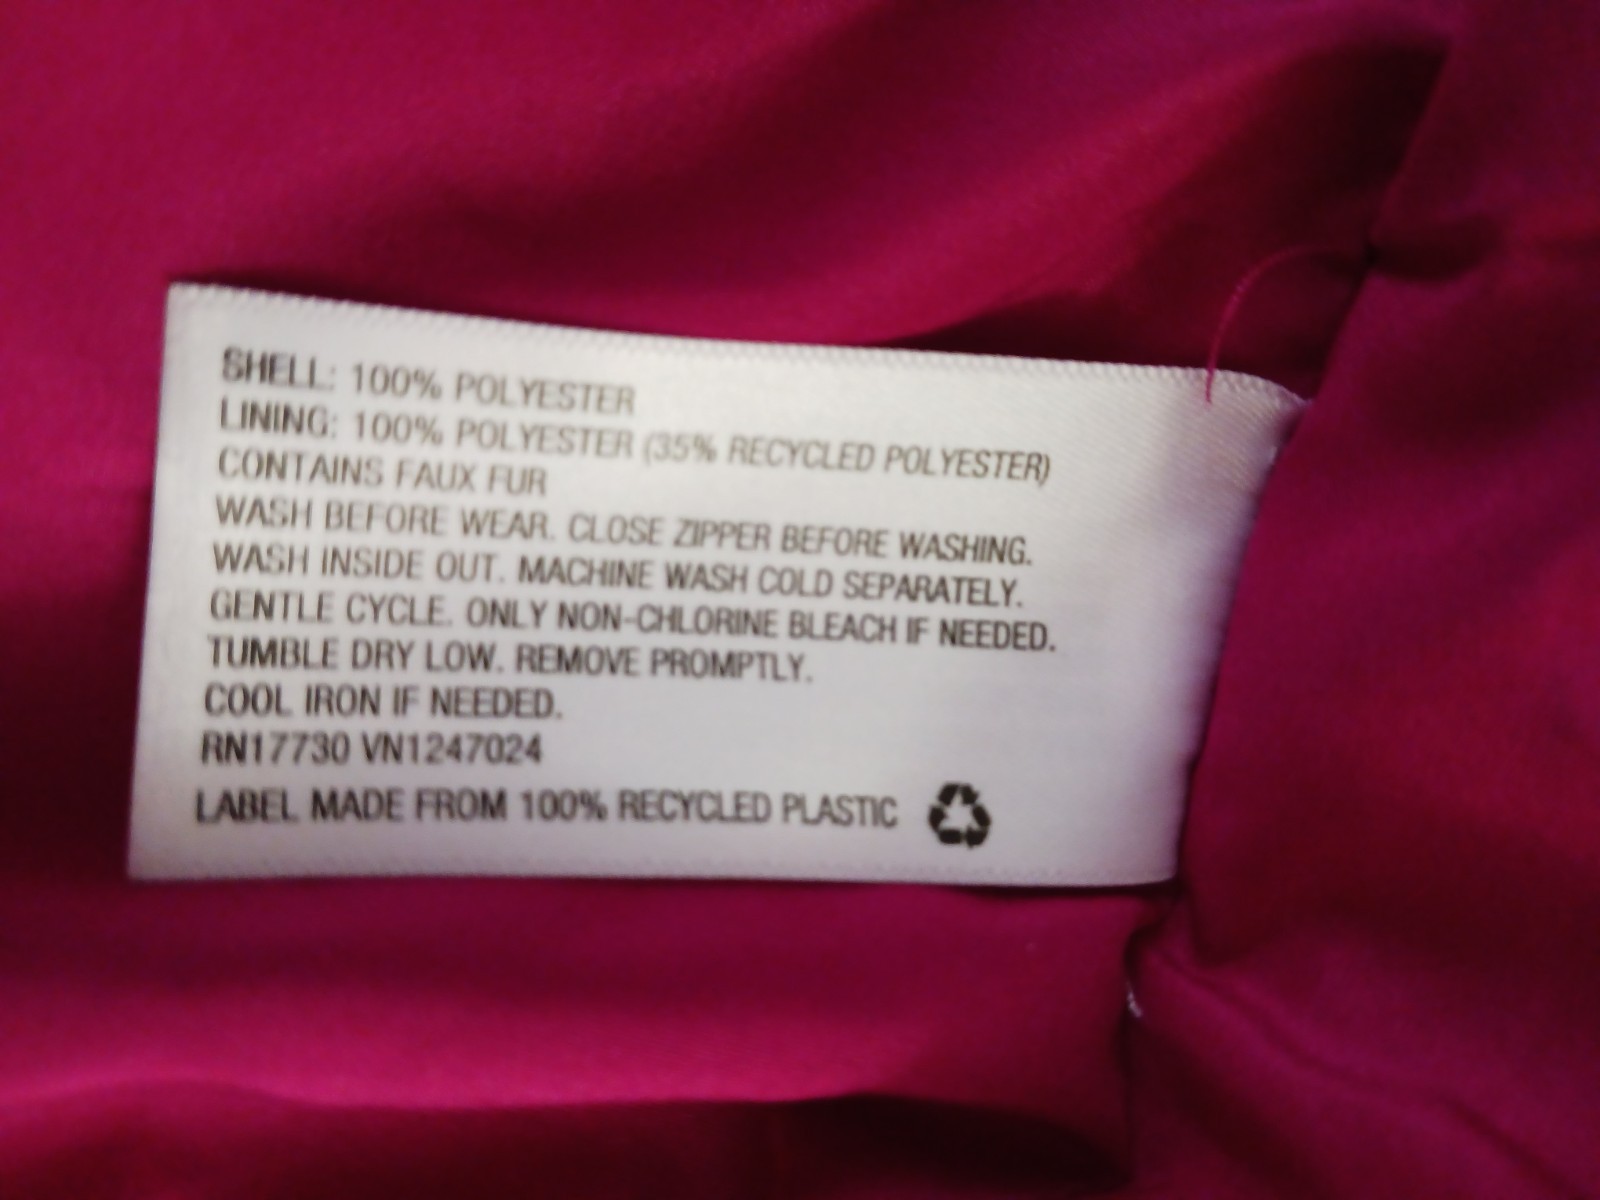 SHELL: 100% POLYESTER
LINING: 100% POLYESTER (35% RECYCLED POLYESTER)
CONTAINS FAUX FUR
WASH BEFORE WEAR. CLOSE ZIPPER BEFORE WASHING.
WASH INSIDE OUT. MACHINE WASH COLD SEPARATELY.
GENTLE CYCLE. ONLY NON-CHLORINE BLEACH IF NEEDED.
TUMBLE DRY LOW. REMOVE PROMPTLY.
COOL IRON IF NEEDED.
RN17730 VN1247024
LABEL MADE FROM 100% RECYCLED PLASTIC